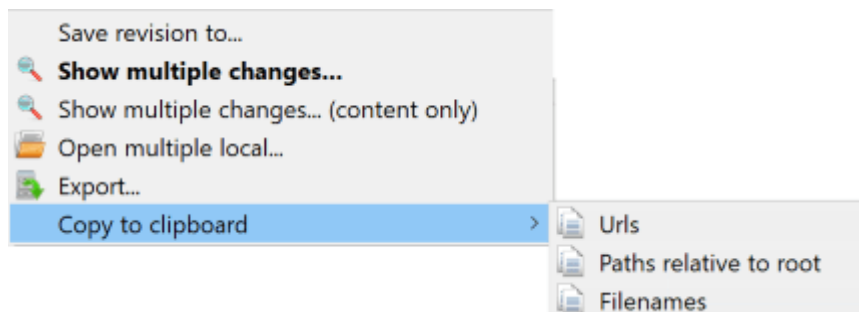 Save revision to...
Show multiple changes...
Show multiple changes... (content only)
Open multiple local...
Export...
Copy to clipboard
Urls
Paths relative to root
Filenames